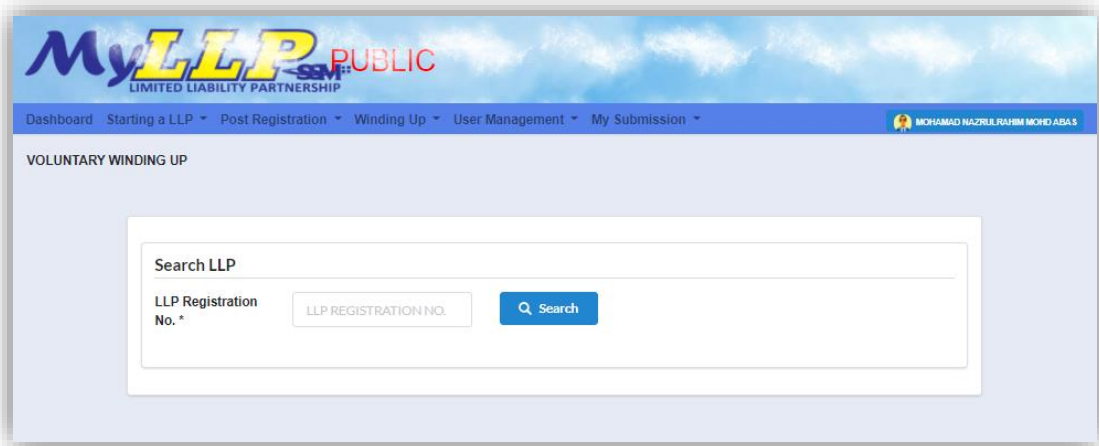 MyLLP SSM PUBLIC
LIMITED LIABILITY PARTNERSHIP
Dashboard Starting a LLP Post Registration Winding Up User Management My Submission MOHAMAD NAZRULRAHIM MOHD ABAS
VOLUNTARY WINDING UP
Search LLP
LLP Registration
No. *
LLP REGISTRATION NO.
Search